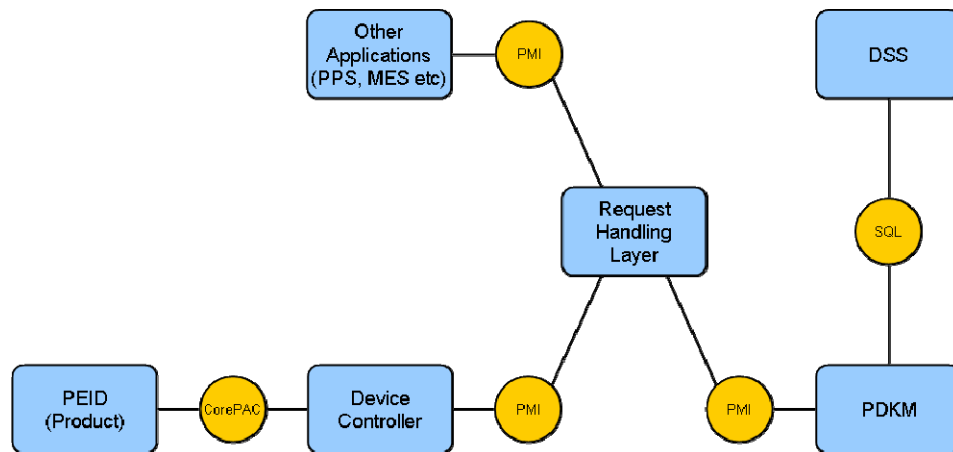 Other
Applications
(PPS, MES etc)
PMI
DSS
Request
Handling
Layer
SQL
PEID
(Product)
CorePAC
Device
Controller
PMI
PMI
PDKM